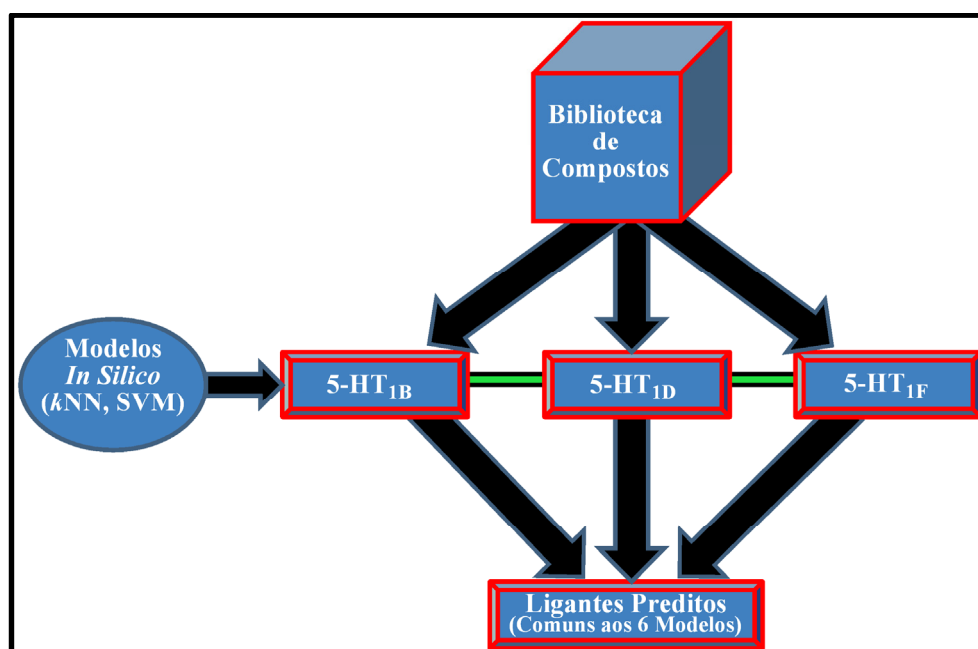 Biblioteca
de
Compostos
Modelos
In Silico
(kNN, SVM)
5-HT1B
5-HT1D
5-HT1F
Ligantes Preditos
(Comuns aos 6 Modelos)